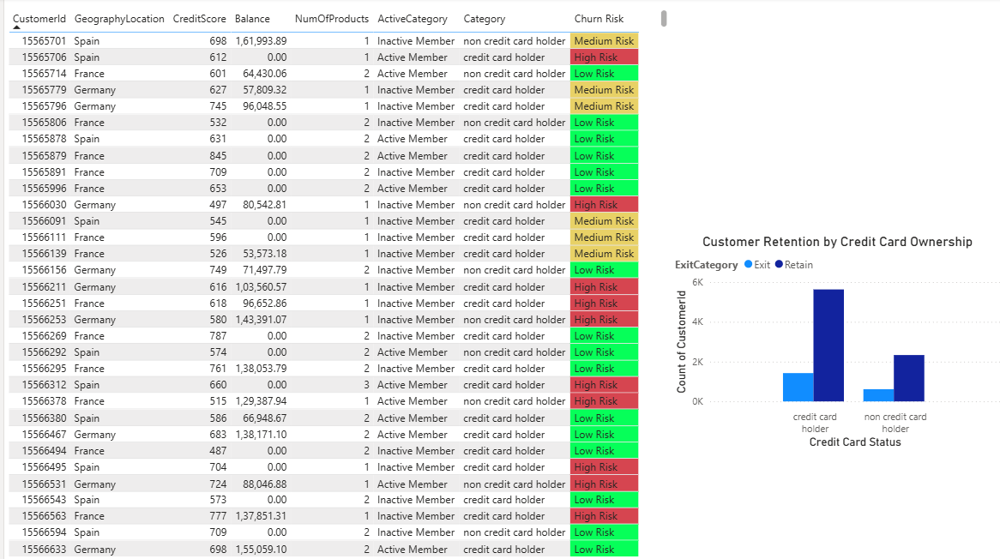 CustomerId GeographyLocation CreditScore Balance NumOfProducts ActiveCategory Category Churn Risk
15565701 Spain 698 1,61,993.89 1 Inactive Member non credit card holder Medium Risk
15565706 Spain 612 0.00 1 Active Member credit card holder High Risk
15565714 France 601 64,430.06 2 Active Member non credit card holder Low Risk
15565779 Germany 627 57,809.32 1 Inactive Member credit card holder Medium Risk
15565796 Germany 745 96,048.55 1 Inactive Member credit card holder Medium Risk
15565806 France 532 0.00 2 Inactive Member non credit card holder Low Risk
15565878 Spain 631 0.00 2 Active Member credit card holder Low Risk
15565879 France 845 0.00 2 Active Member credit card holder Low Risk
15565891 France 709 0.00 2 Inactive Member credit card holder Low Risk
15565996 France 653 0.00 2 Active Member credit card holder Low Risk
15566030 Germany 497 80,542.81 1 Inactive Member non credit card holder High Risk
15566091 Spain 545 0.00 1 Inactive Member credit card holder Medium Risk
15566111 France 596 0.00 1 Inactive Member credit card holder Medium Risk
15566139 France 526 53,573.18 1 Inactive Member credit card holder Medium Risk
15566156 Germany 749 71,497.79 2 Inactive Member non credit card holder Low Risk
15566211 Germany 616 1,03,560.57 1 Inactive Member credit card holder High Risk
15566251 France 618 96,652.86 1 Inactive Member credit card holder High Risk
15566253 Germany 580 1,43,391.07 1 Inactive Member credit card holder High Risk
15566269 France 787 0.00 2 Inactive Member credit card holder Low Risk
15566292 Spain 574 0.00 2 Active Member non credit card holder Low Risk
15566295 France 761 1,38,053.79 2 Active Member credit card holder Low Risk
15566312 Spain 660 0.00 3 Active Member credit card holder High Risk
15566378 France 515 1,29,387.94 1 Active Member non credit card holder High Risk
15566380 Spain 586 66,948.67 2 Active Member credit card holder Low Risk
15566467 Germany 683 1,38,171.10 2 Active Member credit card holder Low Risk
15566494 France 487 0.00 2 Inactive Member credit card holder Low Risk
15566495 Spain 704 0.00 1 Inactive Member credit card holder High Risk
15566531 Germany 724 88,046.88 1 Active Member non credit card holder High Risk
15566543 Spain 573 0.00 2 Inactive Member credit card holder Low Risk
15566563 France 777 1,37,851.31 1 Inactive Member credit card holder High Risk
15566594 Spain 709 0.00 2 Inactive Member non credit card holder Low Risk
15566633 Germany 698 1,55,059.10 2 Active Member credit card holder Low Risk
Customer Retention by Credit Card Ownership
ExitCategory Exit Retain
Count of CustomerId
6K
4K
2K
0K
credit card holder
non credit card holder
Credit Card Status